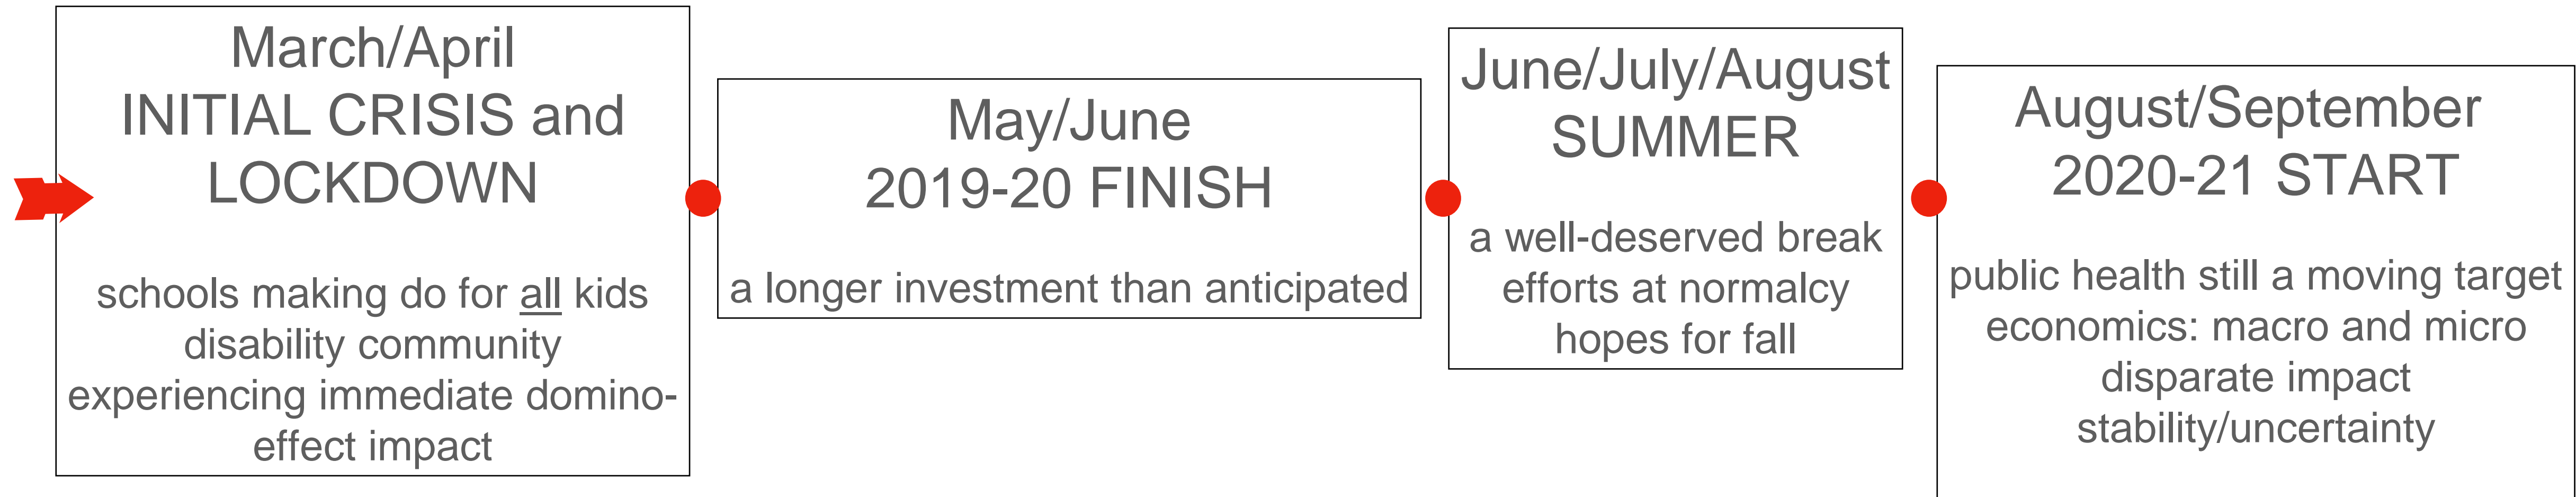 March/April
INITIAL CRISIS and
LOCKDOWN
schools making do for all kids
disability community
experiencing immediate domino-
effect impact
May/June
2019-20 FINISH
a longer investment than anticipated
June/July/August
SUMMER
a well-deserved break
efforts at normalcy
hopes for fall
August/September
2020-21 START
public health still a moving target
economics: macro and micro
disparate impact
stability/uncertainty